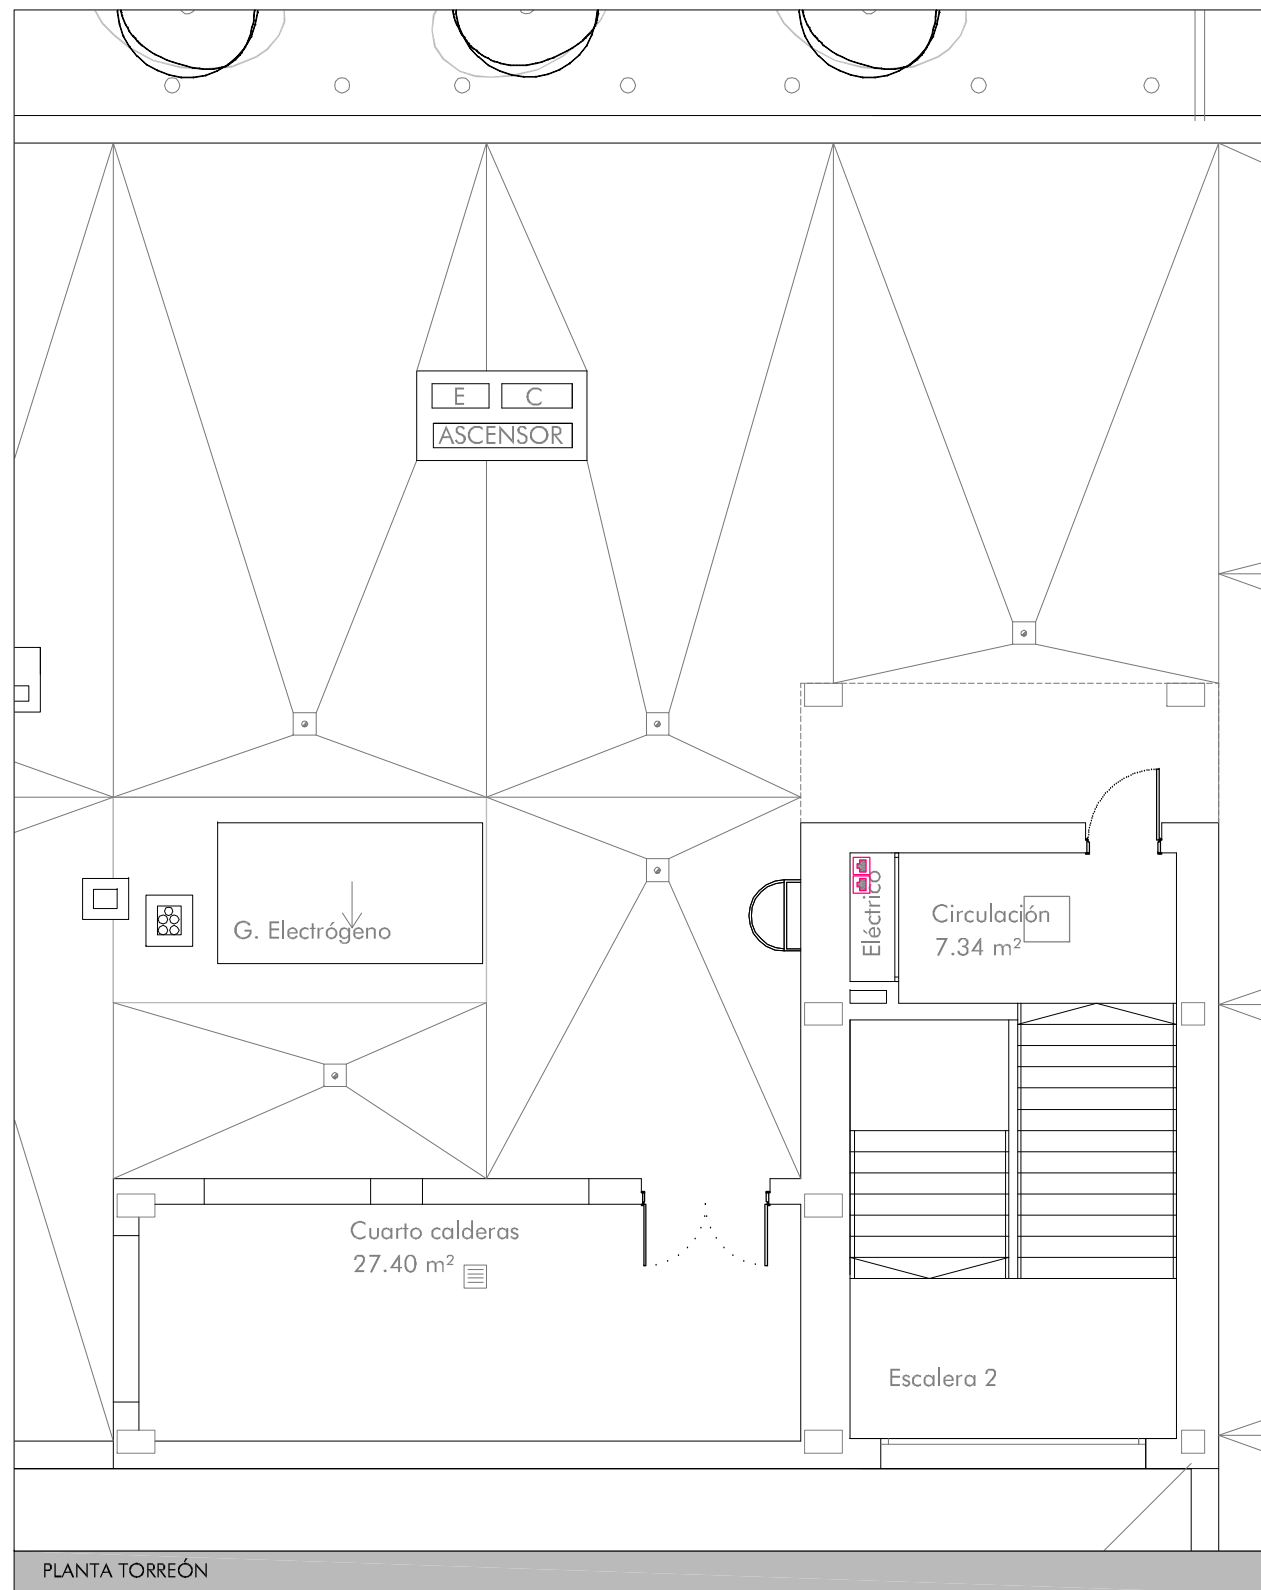 E C
ASCENSOR
G. Electrógeno
Eléctrico
Circulación
7.34 m²
Cuarto calderas
27.40 m²
Escalera 2
PLANTA TORREÓN